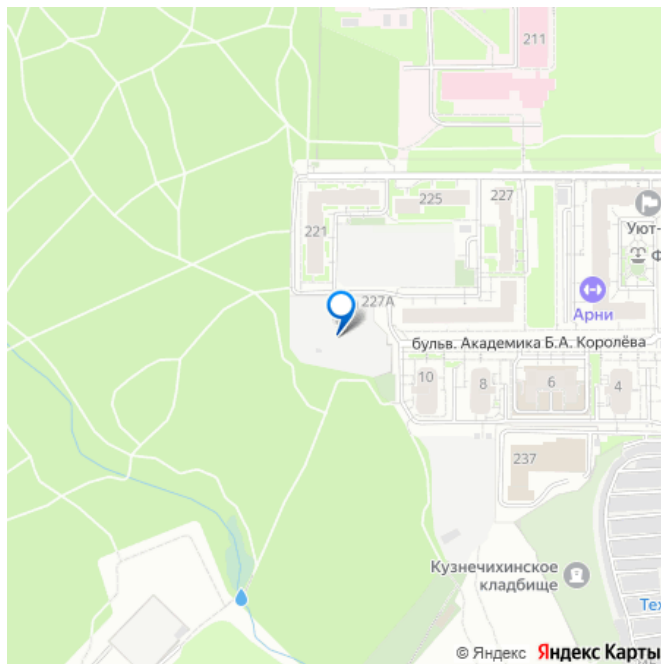 211
225
227
221
Уют-
Ф
227А
Арни
бульв. Академика Б.А. Королёва
10
8
6
4
237
Кузнечихинское
кладбище
Тех
© Яндекс Яндекс Карты